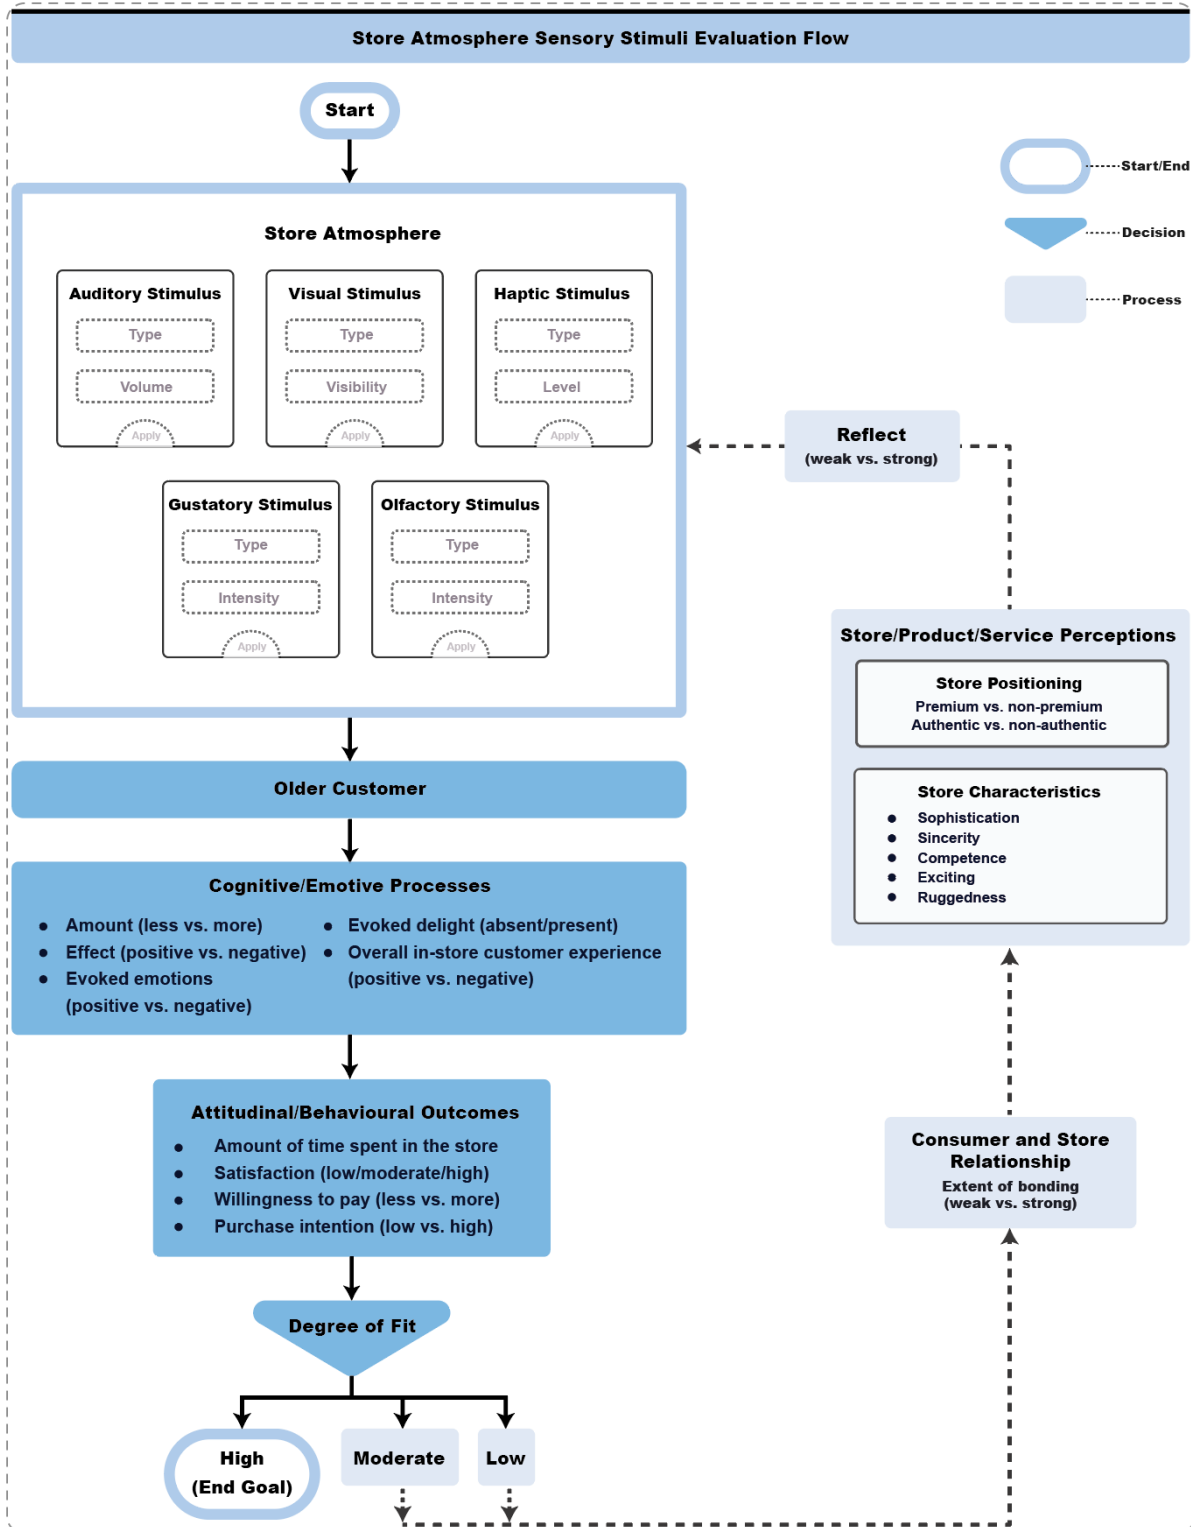 Store Atmosphere Sensory Stimuli Evaluation Flow
Start
Start/End
Decision
Process
Store Atmosphere
Auditory Stimulus
Type
Volume
Apply
Visual Stimulus
Type
Visibility
Apply
Haptic Stimulus
Type
Level
Apply
Gustatory Stimulus
Type
Intensity
Apply
Olfactory Stimulus
Type
Intensity
Apply
Reflect
(weak vs. strong)
Store/Product/Service Perceptions
Store Positioning
Premium vs. non-premium
Authentic vs. non-authentic
Store Characteristics
● Sophistication
● Sincerity
● Competence
● Exciting
● Ruggedness
Older Customer
Cognitive/Emotive Processes
● Amount (less vs. more)
● Effect (positive vs. negative)
● Evoked emotions
(positive vs. negative)
● Evoked delight (absent/present)
● Overall in-store customer experience
(positive vs. negative)
Attitudinal/Behavioural Outcomes
● Amount of time spent in the store
● Satisfaction (low/moderate/high)
● Willingness to pay (less vs. more)
● Purchase intention (low vs. high)
Consumer and Store
Relationship
Extent of bonding
(weak vs. strong)
Degree of Fit
High
(End Goal)
Moderate
Low